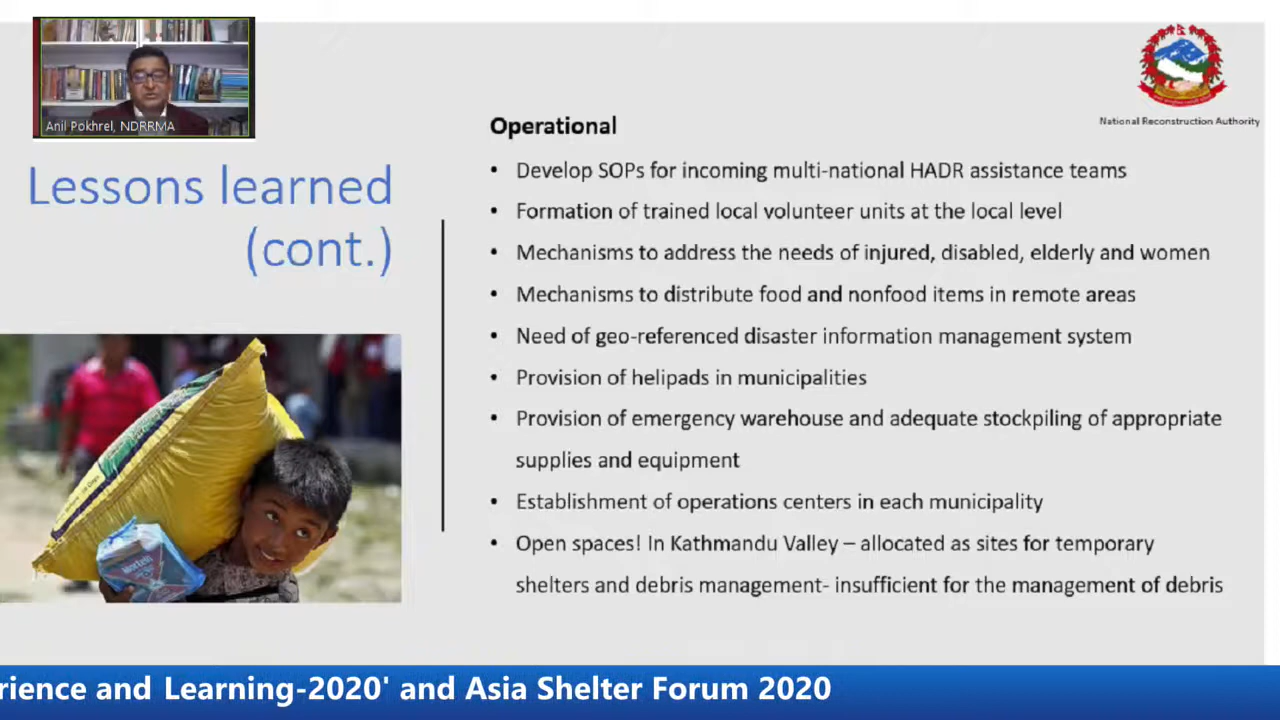 Anil Pokhrel, NDRRMA
National Reconstruction Authority
Lessons learned
(cont.)
Operational
• Develop SOPs for incoming multi-national HADR assistance teams
• Formation of trained local volunteer units at the local level
• Mechanisms to address the needs of injured, disabled, elderly and women
• Mechanisms to distribute food and nonfood items in remote areas
• Need of geo-referenced disaster information management system
• Provision of helipads in municipalities
• Provision of emergency warehouse and adequate stockpiling of appropriate
supplies and equipment
• Establishment of operations centers in each municipality
• Open spaces! In Kathmandu Valley – allocated as sites for temporary
shelters and debris management- insufficient for the management of debris
rience and Learning-2020' and Asia Shelter Forum 2020